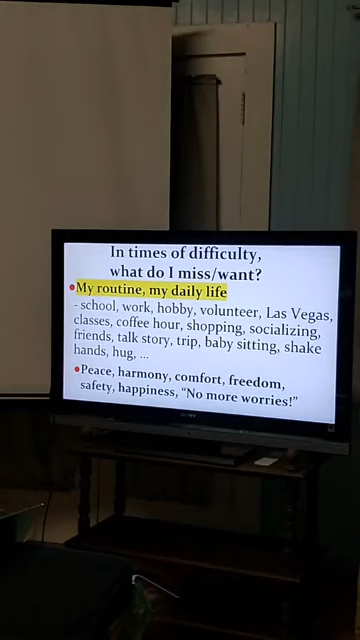 In times of difficulty,
what do I miss/want?
•My routine, my daily life
- school, work, hobby, volunteer, Las Vegas,
classes, coffee hour, shopping, socializing,
friends, talk story, trip, baby sitting, shake
hands, hug, ...
•Peace, harmony, comfort, freedom,
safety, happiness, “No more worries!”
SONY